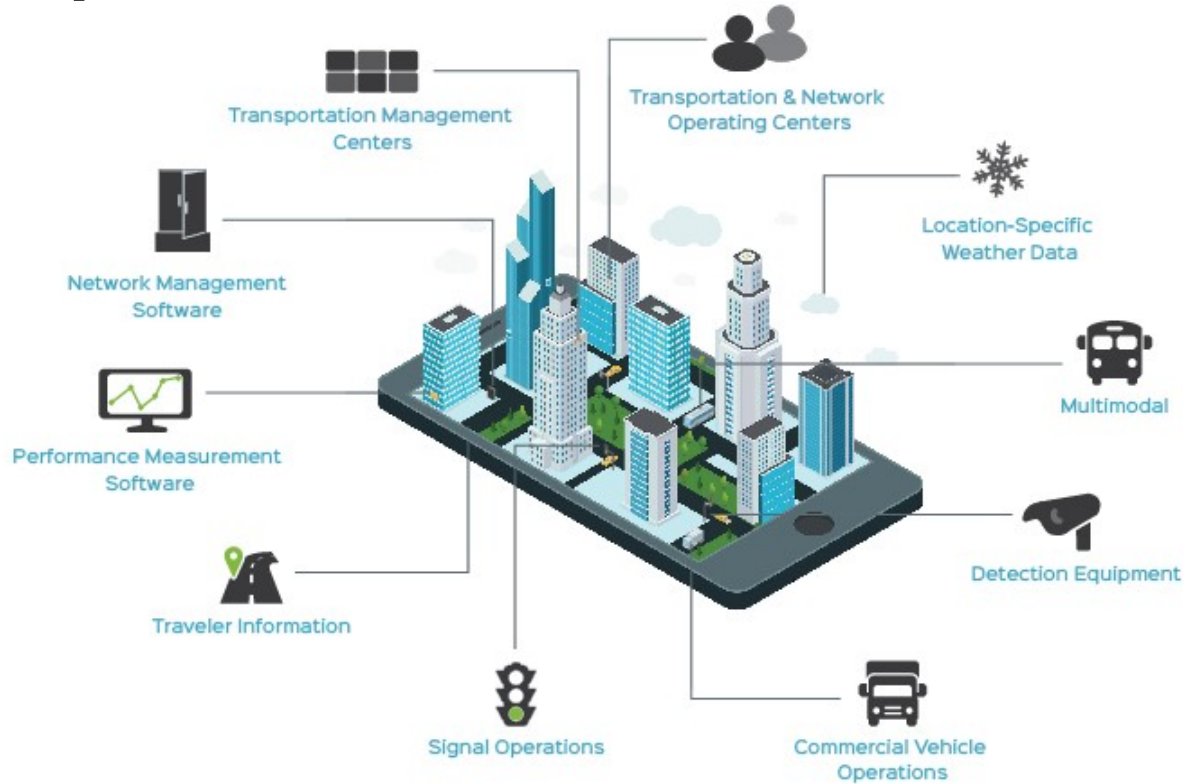 Transportation Management
Centers
Transportation & Network
Operating Centers
Location-Specific
Weather Data
Network Management
Software
Multimodal
Performance Measurement
Software
Detection Equipment
Traveler Information
Signal Operations
Commercial Vehicle
Operations